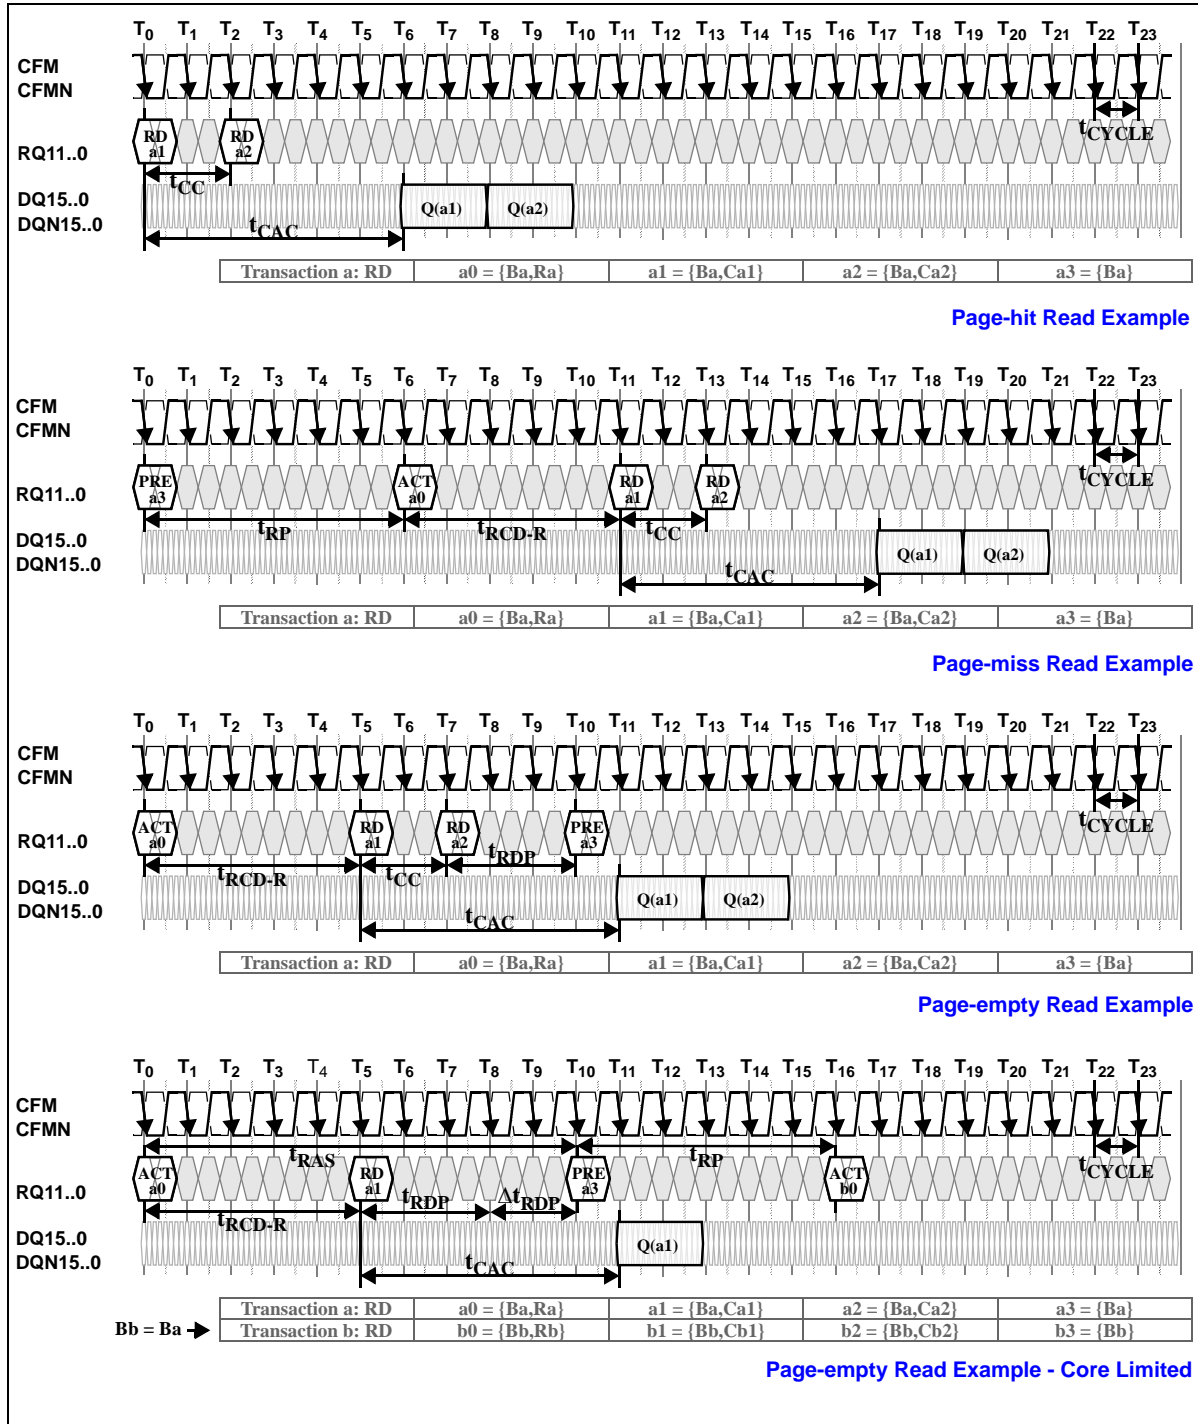 T0 T1 T2 T3 T4 T5 T6 T7 T8 T9 T10 T11 T12 T13 T14 T15 T16 T17 T18 T19 T20 T21 T22 T23
CFM
CFMN
tCYCLE
RQ11..0
RD a1
RD a2
tCC
DQ15..0
DQN15..0
Q(a1) Q(a2)
tCAC
Transaction a: RD a0 = {Ba,Ra} a1 = {Ba,Ca1} a2 = {Ba,Ca2} a3 = {Ba}
Page-hit Read Example
T0 T1 T2 T3 T4 T5 T6 T7 T8 T9 T10 T11 T12 T13 T14 T15 T16 T17 T18 T19 T20 T21 T22 T23
CFM
CFMN
tCYCLE
RQ11..0
PRE a3
ACT a0
RD a1
RD a2
tRP tRCD-R tCC
DQ15..0
DQN15..0
Q(a1) Q(a2)
tCAC
Transaction a: RD a0 = {Ba,Ra} a1 = {Ba,Ca1} a2 = {Ba,Ca2} a3 = {Ba}
Page-miss Read Example
T0 T1 T2 T3 T4 T5 T6 T7 T8 T9 T10 T11 T12 T13 T14 T15 T16 T17 T18 T19 T20 T21 T22 T23
CFM
CFMN
tCYCLE
RQ11..0
ACT a0
RD a1
RD a2
PRE a3
tRCD-R tCC tRDP
DQ15..0
DQN15..0
Q(a1) Q(a2)
tCAC
Transaction a: RD a0 = {Ba,Ra} a1 = {Ba,Ca1} a2 = {Ba,Ca2} a3 = {Ba}
Page-empty Read Example
T0 T1 T2 T3 T4 T5 T6 T7 T8 T9 T10 T11 T12 T13 T14 T15 T16 T17 T18 T19 T20 T21 T22 T23
CFM
CFMN
tRAS tRP tCYCLE
RQ11..0
ACT a0
RD a1
PRE a3
ACT b0
tRCD-R tRDP ΔtRDP
DQ15..0
DQN15..0
Q(a1)
tCAC
Transaction a: RD a0 = {Ba,Ra} a1 = {Ba,Ca1} a2 = {Ba,Ca2} a3 = {Ba}
Bb = Ba Transaction b: RD b0 = {Bb,Rb} b1 = {Bb,Cb1} b2 = {Bb,Cb2} b3 = {Bb}
Page-empty Read Example - Core Limited